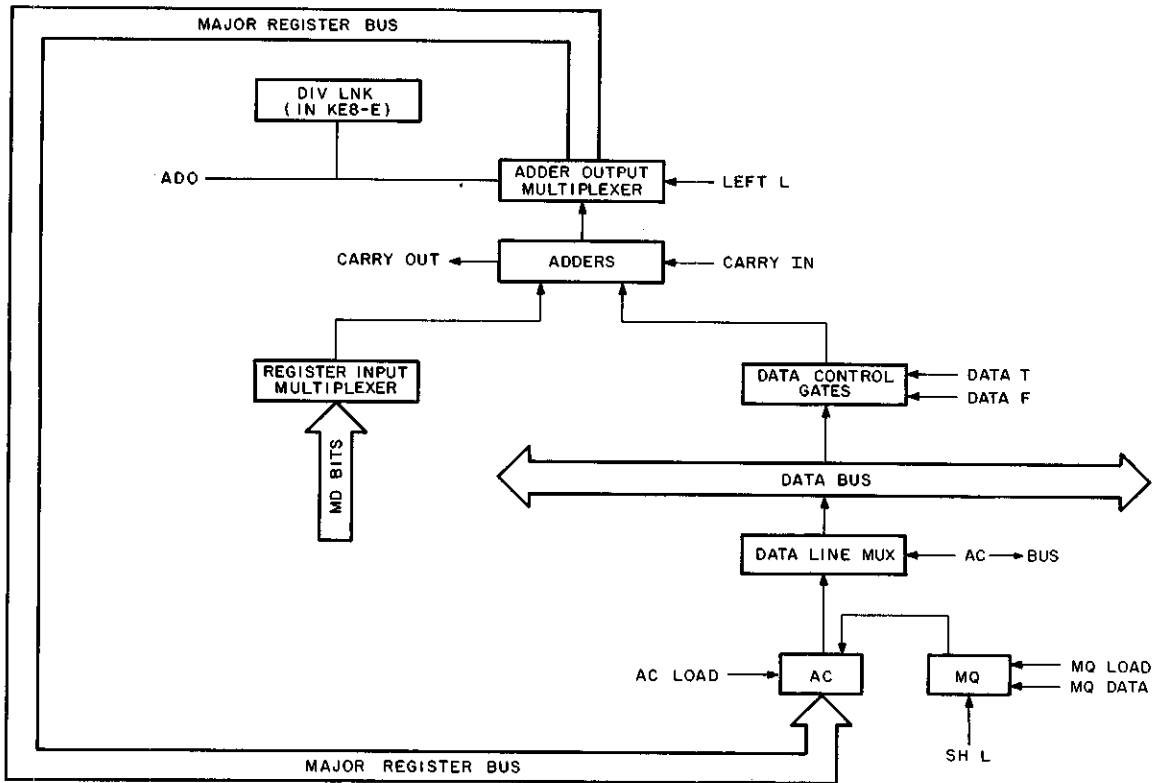 MAJOR REGISTER BUS
DIV LNK
(IN KE8-E)
ADO
ADDER OUTPUT
MULTIPLEXER
LEFT L
CARRY OUT
ADDERS
CARRY IN
REGISTER INPUT
MULTIPLEXER
DATA CONTROL
GATES
DATA T
DATA F
MD BITS
DATA BUS
DATA LINE MUX
AC → BUS
AC LOAD
AC
MQ
MQ LOAD
MQ DATA
SH L
MAJOR REGISTER BUS